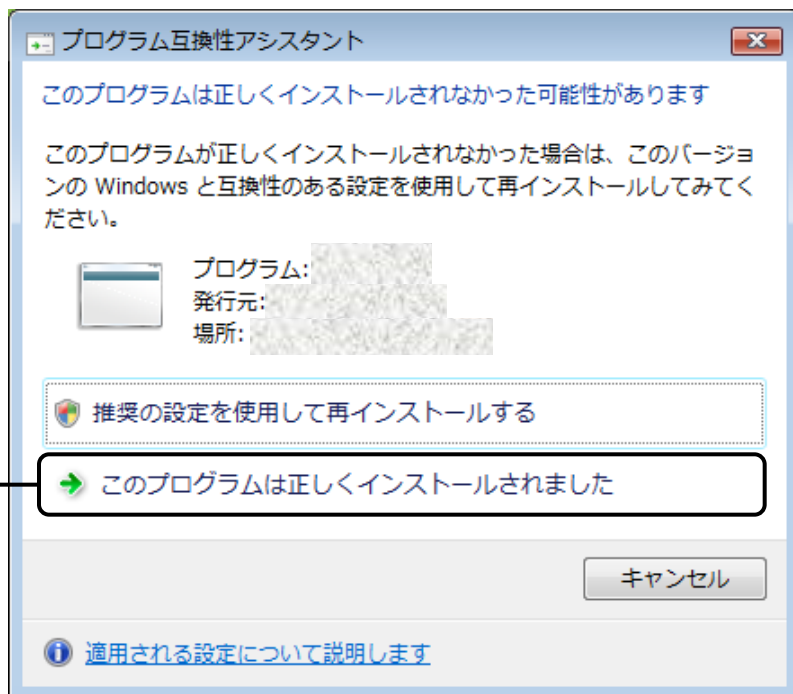 プログラム互換性アシスタント
このプログラムは正しくインストールされなかった可能性があります
このプログラムが正しくインストールされなかった場合は、このバージョ
ンの Windows と互換性のある設定を使用して再インストールしてみてく
ださい。
プログラム:
発行元:
場所:
推奨の設定を使用して再インストールする
このプログラムは正しくインストールされました
キャンセル
適用される設定について説明します